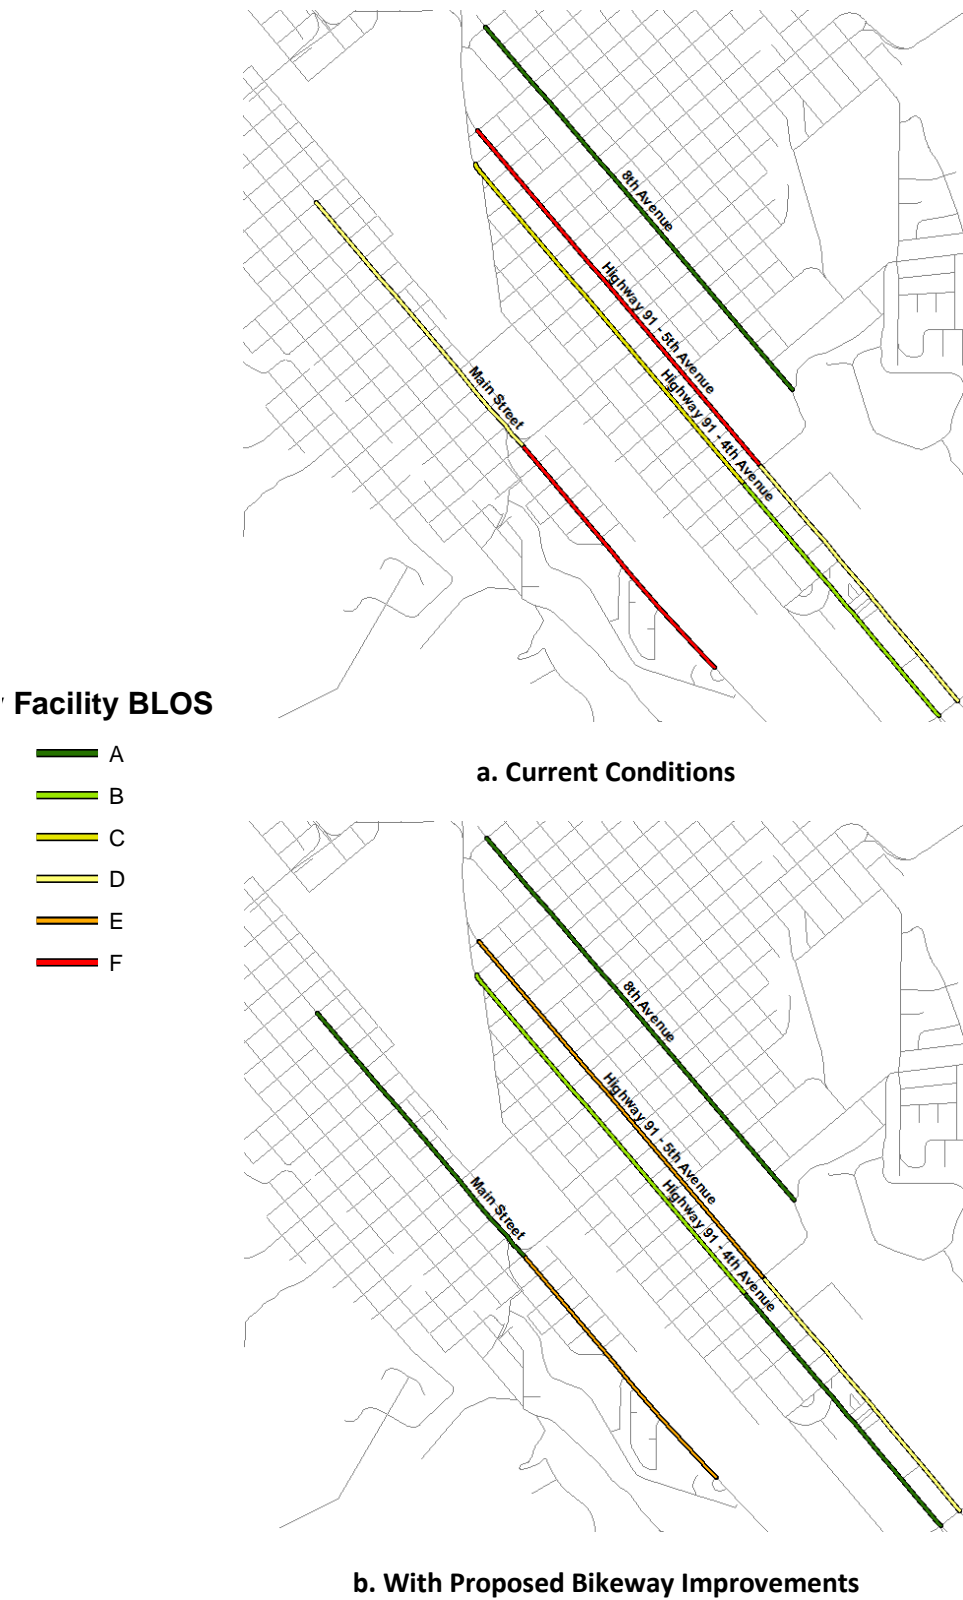 8th Avenue
Highway 91 - 5th Avenue
Highway 91 - 4th Avenue
Main Street
Facility BLOS
A
B
C
D
E
F
a. Current Conditions
8th Avenue
Highway 91 - 5th Avenue
Highway 91 - 4th Avenue
Main Street
b. With Proposed Bikeway Improvements